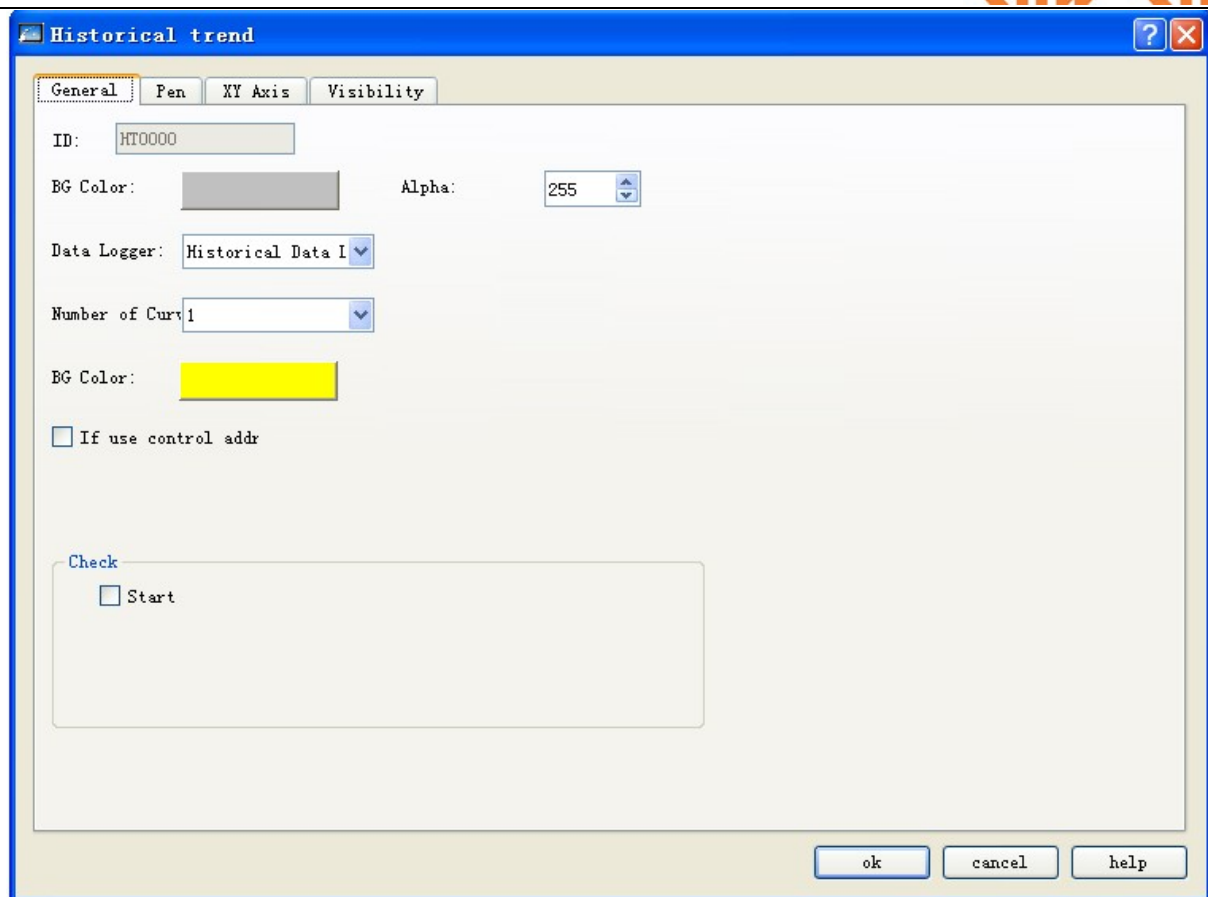 Historical trend
General Pen XY Axis Visibility
ID: HT0000
BG Color: Alpha: 255
Data Logger: Historical Data
Number of Cur 1
BG Color:
If use control addr
Check
Start
ok cancel help